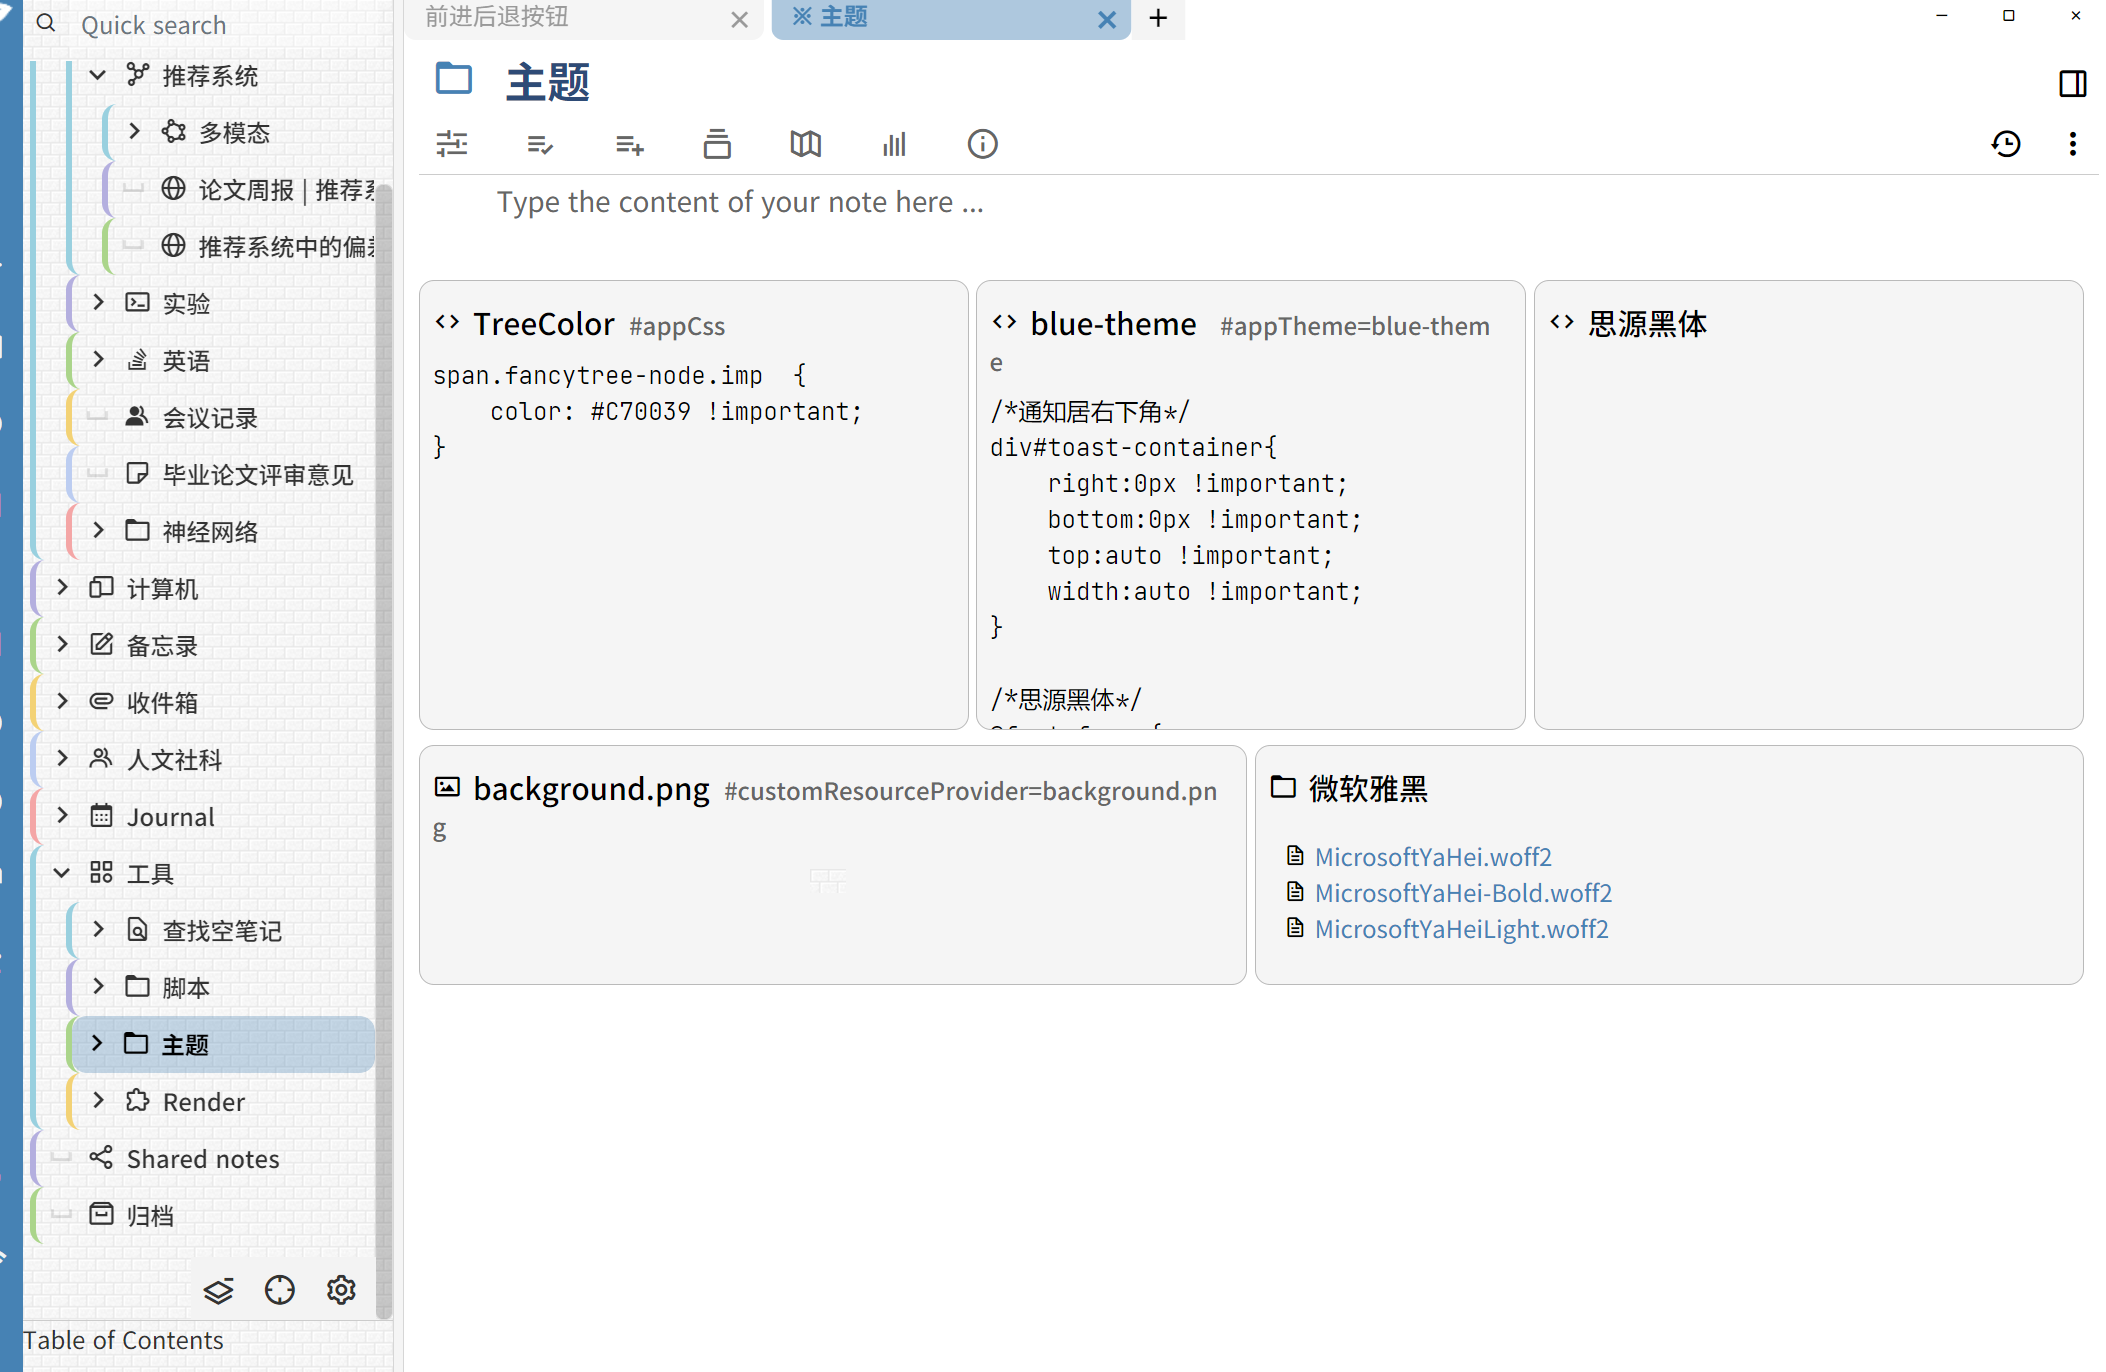 Quick search
推荐系统
多模态
论文周报 | 推荐
推荐系统中的偏
实验
英语
会议记录
毕业论文评审意见
神经网络
计算机
备忘录
收件箱
人文社科
Journal
工具
查找空笔记
脚本
主题
Render
Shared notes
归档
Table of Contents
前进后退按钮
※ 主题
主题
Type the content of your note here ...
TreeColor #appCss
span.fancytree-node.imp  {
    color: #C70039 !important;
}
blue-theme #appTheme=blue-them
e
/*通知居右下角*/
div#toast-container{
    right:0px !important;
    bottom:0px !important;
    top:auto !important;
    width:auto !important;
}
/*思源黑体*/
思源黑体
background.png #customResourceProvider=background.pn
g
微软雅黑
MicrosoftYaHei.woff2
MicrosoftYaHei-Bold.woff2
MicrosoftYaHeiLight.woff2